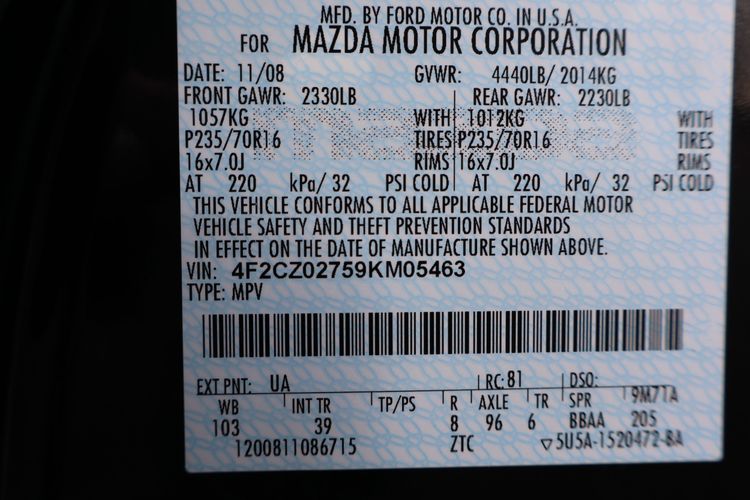 MFD. BY FORD MOTOR CO. IN U.S.A.
FOR MAZDA MOTOR CORPORATION
DATE: 11/08 GVWR: 4440LB/ 2014KG
FRONT GAWR: 2330LB REAR GAWR: 2230LB
1057KG WITH 1012KG WITH
P235/70R16 TIRES P235/70R16 TIRES
16x7.0J RIMS 16x7.0J RIMS
AT 220 kPa/ 32 PSI COLD AT 220 kPa/ 32 PSI COLD
THIS VEHICLE CONFORMS TO ALL APPLICABLE FEDERAL MOTOR
VEHICLE SAFETY AND THEFT PREVENTION STANDARDS
IN EFFECT ON THE DATE OF MANUFACTURE SHOWN ABOVE.
VIN: 4F2CZ02759KM05463
TYPE: MPV
EXT PNT: UA RC: 81 DSO:
WB INT TR TP/PS R AXLE TR SPR 9M71A
103 39 8 96 6 BBAA 205
1200811086715 ZTC ▽5U5A-1520472-BA